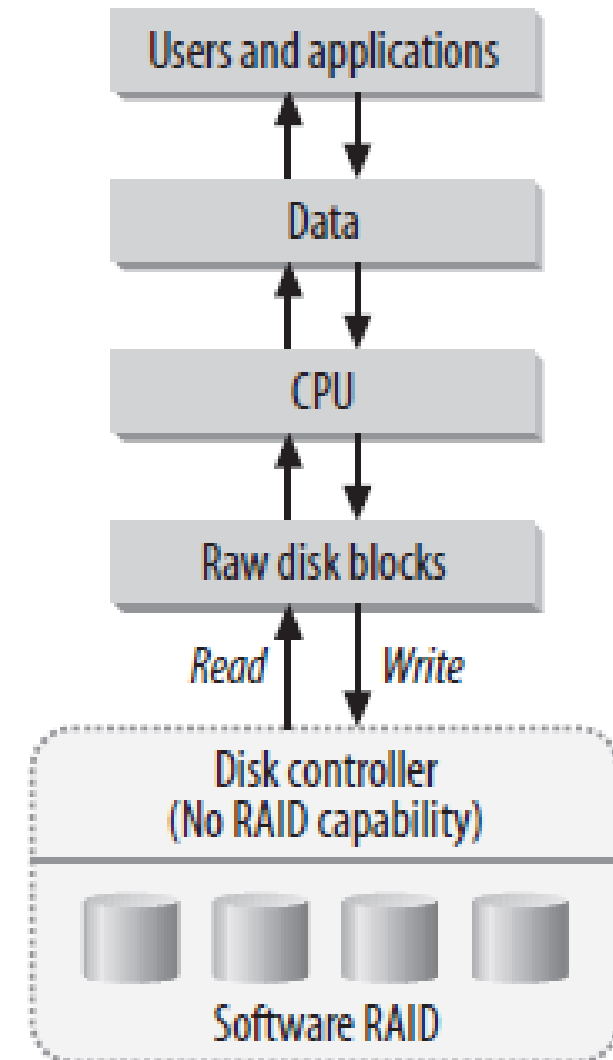 Users and applications
Data
CPU
Raw disk blocks
Read Write
Disk controller
(No RAID capability)
Software RAID